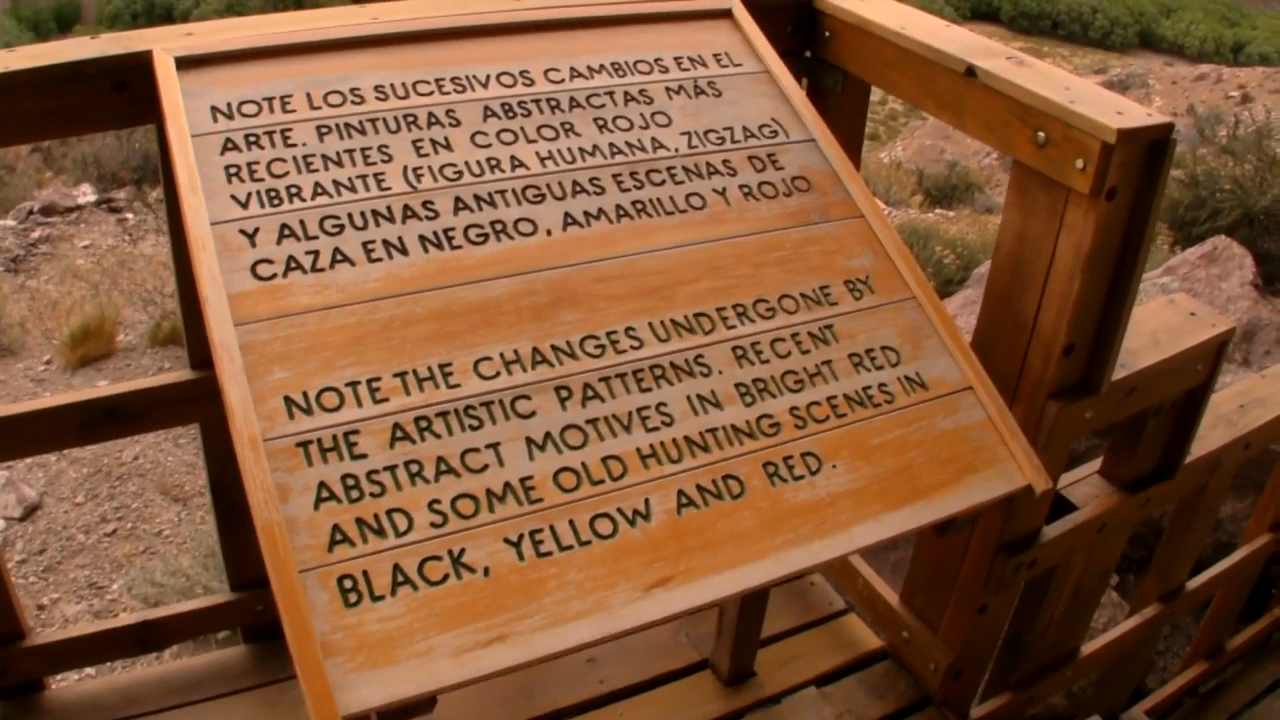 NOTE LOS SUCESIVOS CAMBIOS EN EL
ARTE. PINTURAS ABSTRACTAS MÁS
RECIENTES EN COLOR ROJO
VIBRANTE (FIGURA HUMANA, ZIGZAG)
Y ALGUNAS ANTIGUAS ESCENAS DE
CAZA EN NEGRO, AMARILLO Y ROJO
NOTE THE CHANGES UNDERGONE BY
THE ARTISTIC PATTERNS. RECENT
ABSTRACT MOTIVES IN BRIGHT RED
AND SOME OLD HUNTING SCENES IN
BLACK, YELLOW AND RED.